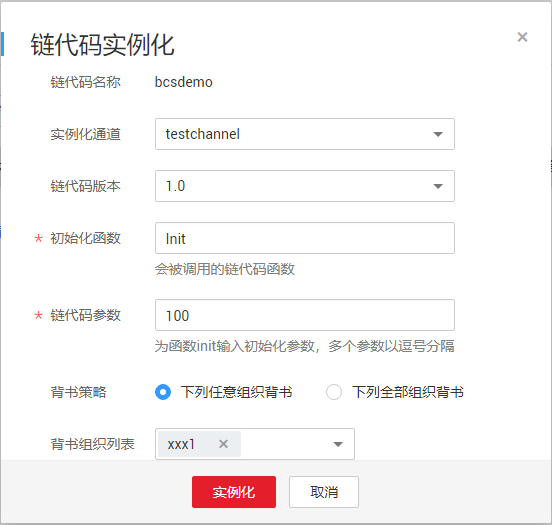 链代码实例化
链代码名称 bcsdemo
实例化通道 testchannel
链代码版本 1.0
* 初始化函数 Init
会被调用的链代码函数
* 链代码参数 100
为函数init输入初始化参数，多个参数以逗号分隔
背书策略 下列任意组织背书 下列全部组织背书
背书组织列表 xxx1
实例化 取消